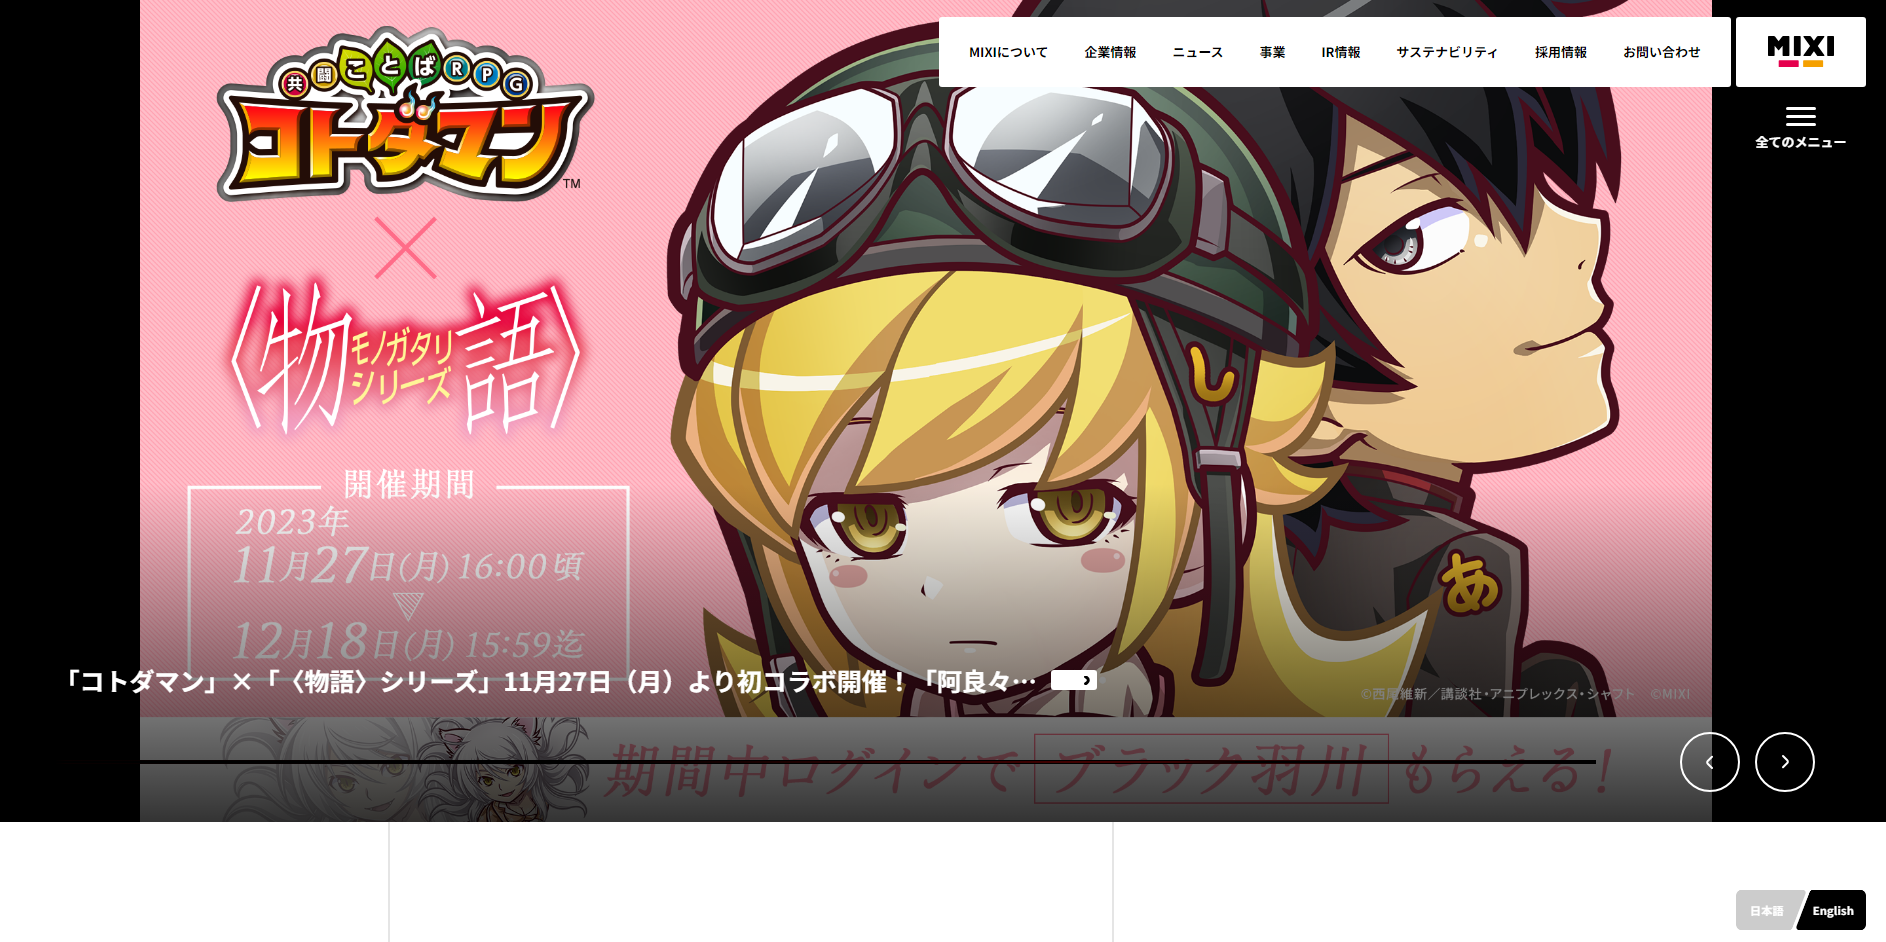 MIXIについて 企業情報 ニュース 事業 IR情報 サステナビリティ 採用情報 お問い合わせ
MIXI
全てのメニュー
共闘ことばRPG
コトダマン
TM
×
〈物語〉
モノガタリ
シリーズ
し
あ
開催期間
2023年
11月27日(月) 16:00頃
12月18日(月) 15:59迄
「コトダマン」×「〈物語〉シリーズ」11月27日（月）より初コラボ開催！「阿良々…
©西尾維新／講談社・アニプレックス・シャフト ©MIXI
期間中ログインで ブラック羽川 もらえる！
日本語 English